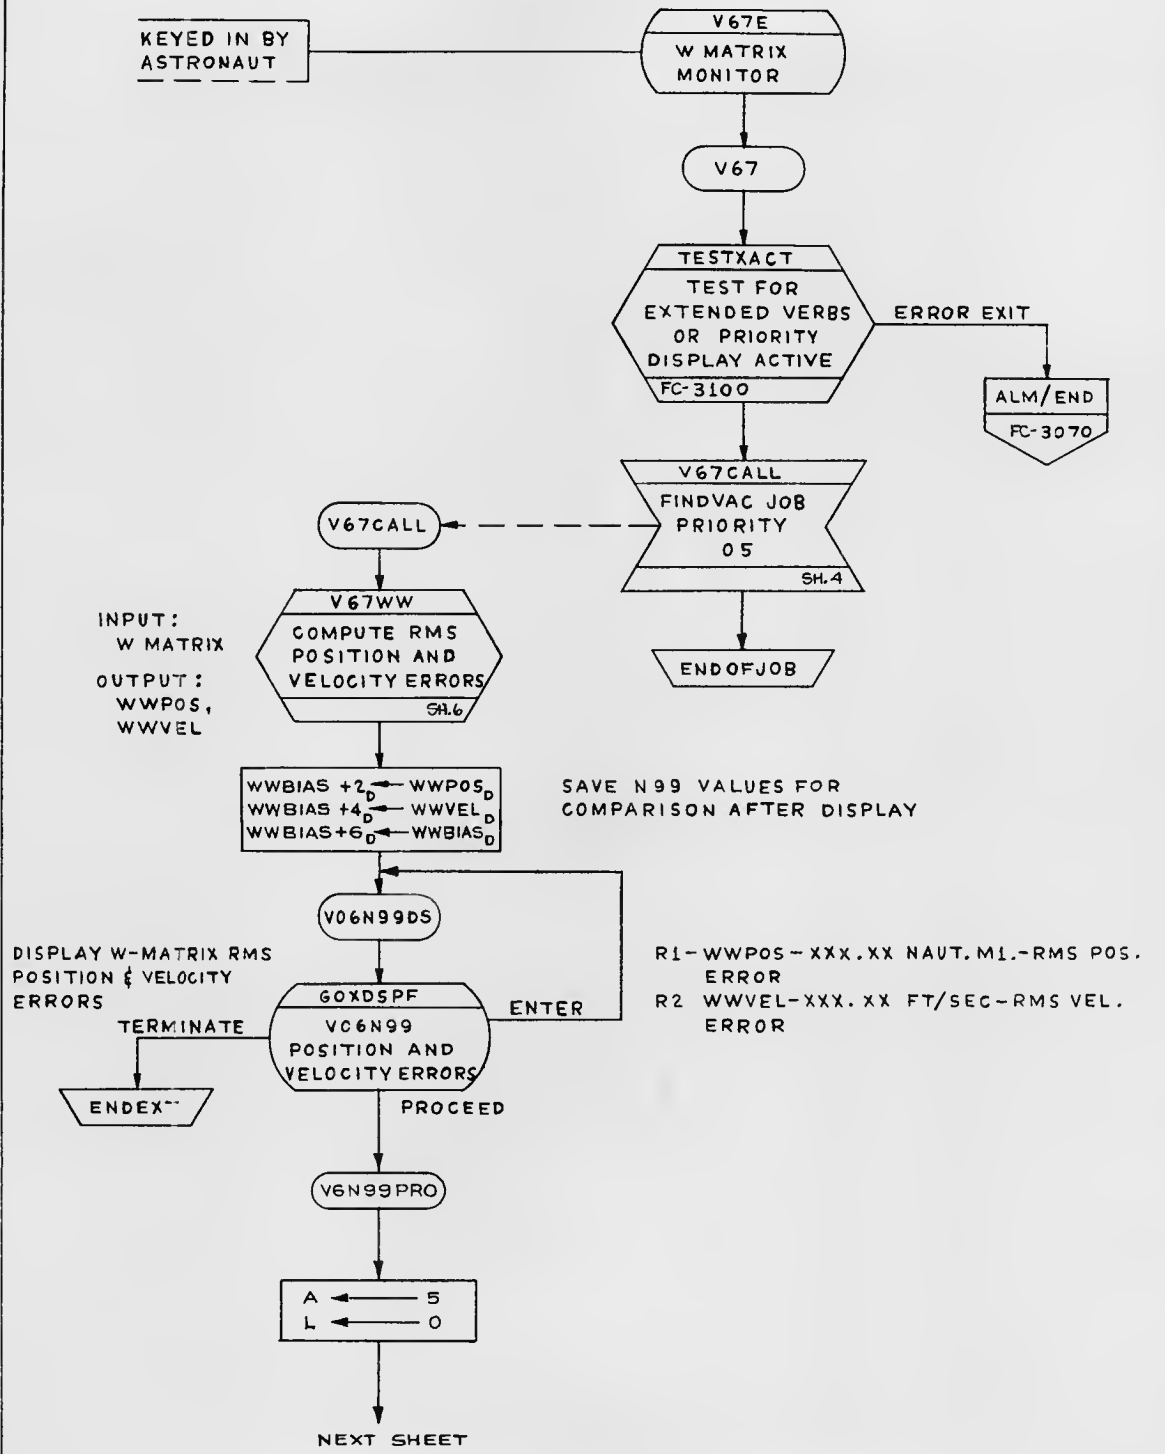 V67E
KEYED IN BY
ASTRONAUT
W MATRIX
MONITOR
V67
TESTXACT
TEST FOR
EXTENDED VERBS
OR PRIORITY
DISPLAY ACTIVE
FC-3100
ERROR EXIT
ALM/END
FC-3070
V67CALL
FINDVAC JOB
PRIORITY
05
SH.4
ENDOFJOB
V67CALL
V67WW
COMPUTE RMS
POSITION AND
VELOCITY ERRORS
SH.6
INPUT:
W MATRIX
OUTPUT:
WWPOS,
WWVEL
WWBIAS +2D ← WWPOSD
WWBIAS +4D ← WWVELD
WWBIAS+6D ← WWBIASD
SAVE N99 VALUES FOR
COMPARISON AFTER DISPLAY
V06N99DS
DISPLAY W-MATRIX RMS
POSITION & VELOCITY
ERRORS
R1-WWPOS-XXX.XX NAUT.MI.-RMS POS.
ERROR
R2 WWVEL-XXX.XX FT/SEC-RMS VEL.
ERROR
GOXDSPF
V06N99
POSITION AND
VELOCITY ERRORS
ENTER
TERMINATE
ENDEXT
PROCEED
V6N99PRO
A ← 5
L ← 0
NEXT SHEET